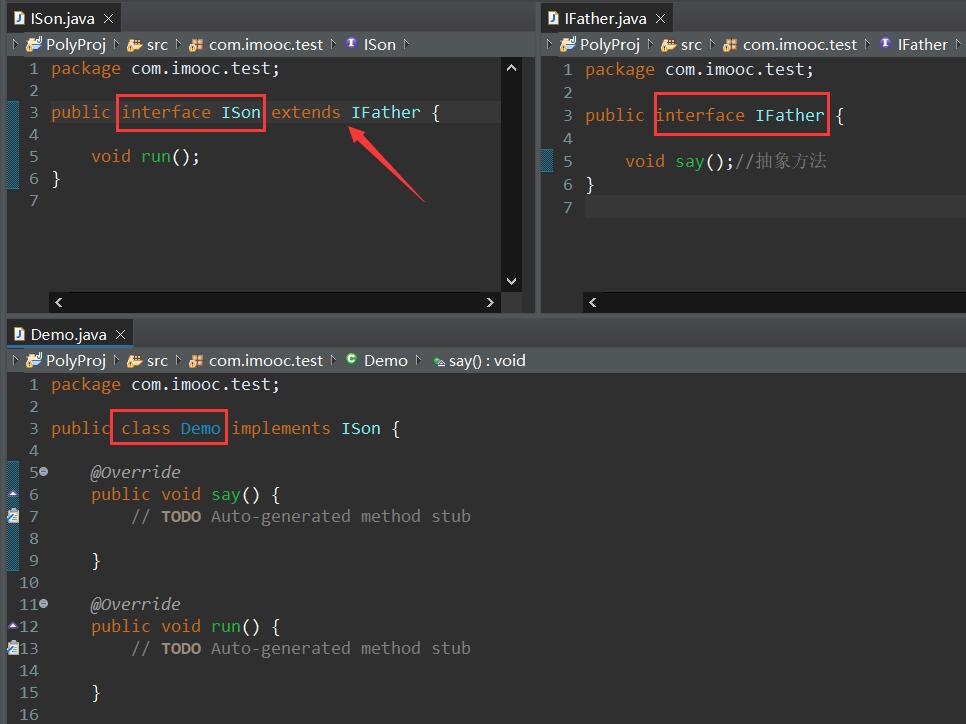 ISon.java
PolyProj src com.imooc.test ISon
1 package com.imooc.test;
2
3 public interface ISon extends IFather {
4
5 void run();
6 }
7
IFather.java
PolyProj src com.imooc.test IFather
1 package com.imooc.test;
2
3 public interface IFather {
4
5 void say();//抽象方法
6 }
7
Demo.java
PolyProj src com.imooc.test Demo say() : void
1 package com.imooc.test;
2
3 public class Demo implements ISon {
4
5 @Override
6 public void say() {
7 // TODO Auto-generated method stub
8
9 }
10
11 @Override
12 public void run() {
13 // TODO Auto-generated method stub
14
15 }
16